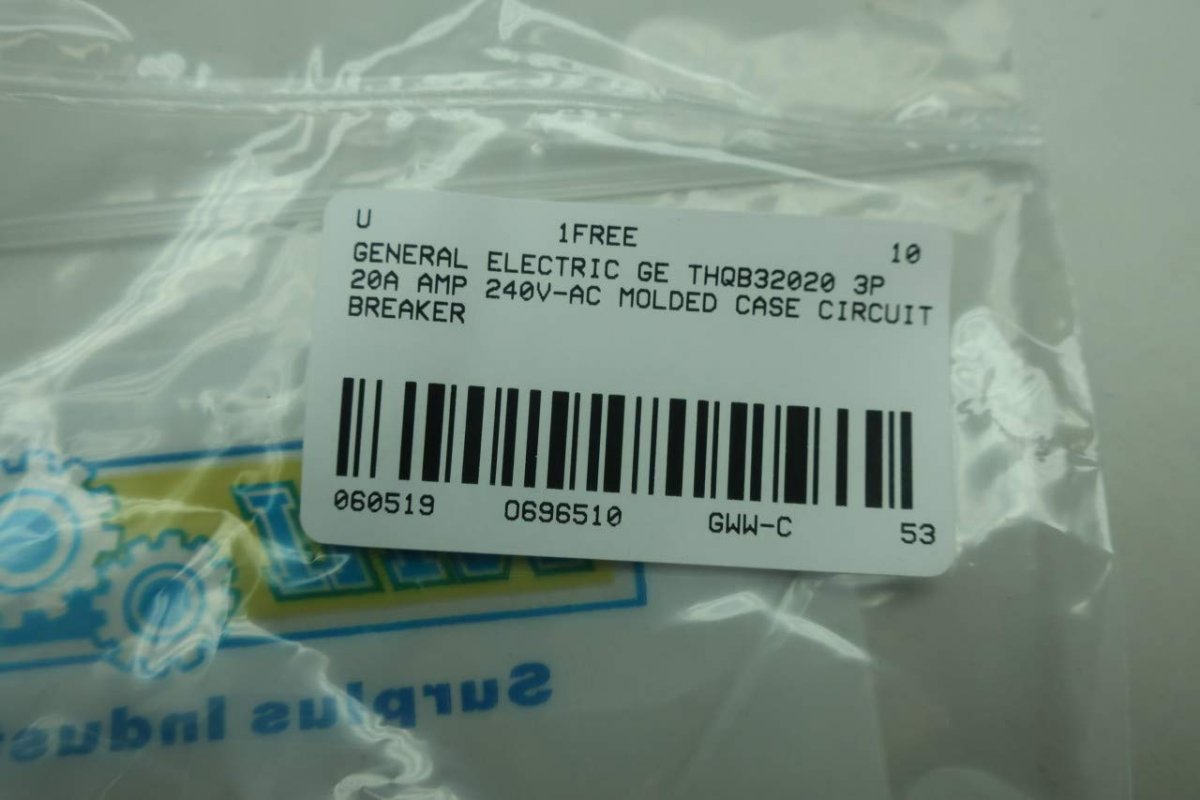 U 1FREE 10
GENERAL ELECTRIC GE THQB32020 3P
20A AMP 240V-AC MOLDED CASE CIRCUIT
BREAKER
060519 0696510 GWW-C 53
Surplus Indust